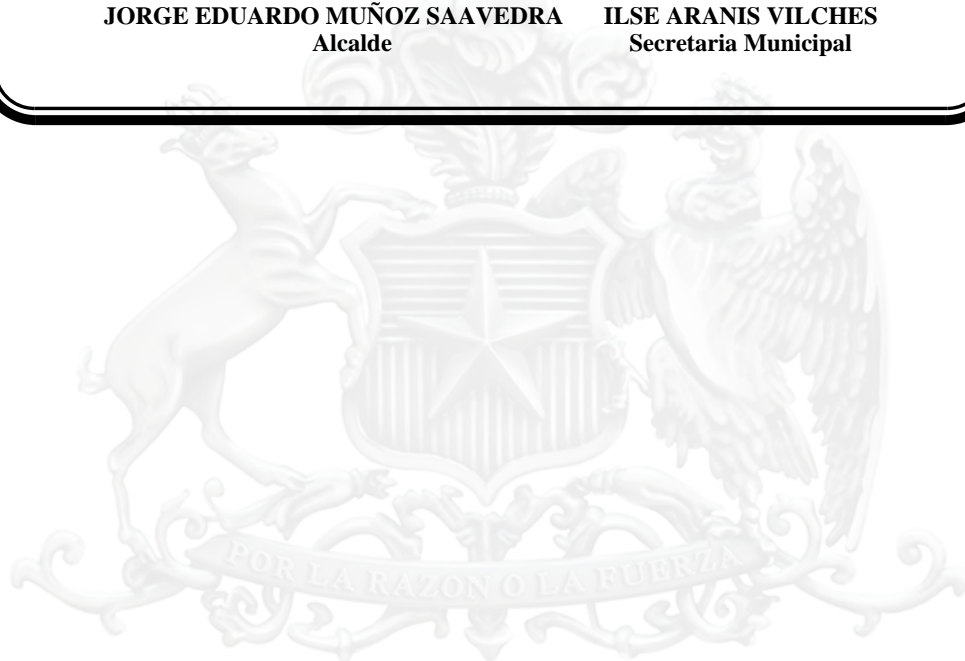 JORGE EDUARDO MUÑOZ SAAVEDRA ILSE ARANIS VILCHES
Alcalde Secretaria Municipal
POR LA RAZON O LA FUERZA